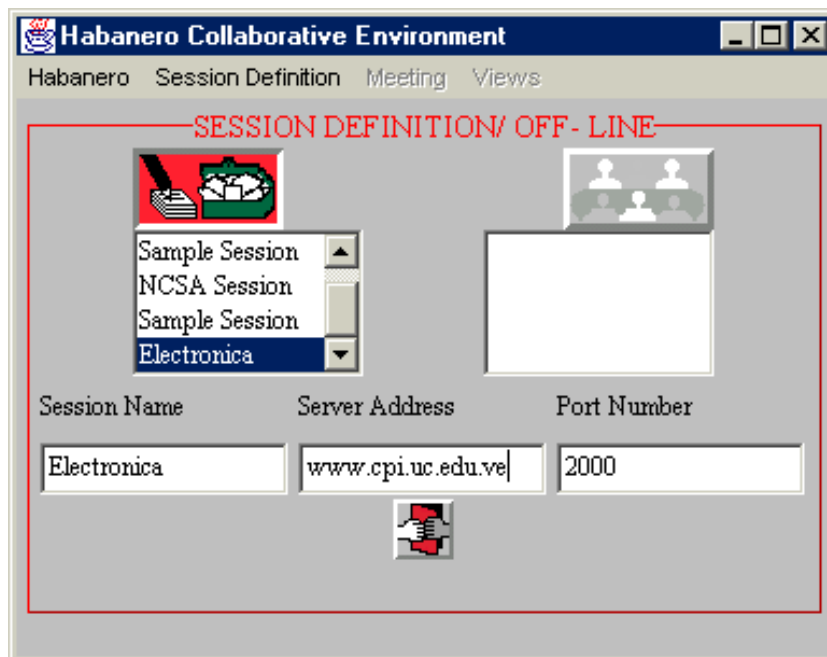 Habanero Collaborative Environment
Habanero Session Definition Meeting Views
SESSION DEFINITION/ OFF- LINE
Sample Session
NCSA Session
Sample Session
Electronica
Session Name Server Address Port Number
Electronica www.cpi.uc.edu.ve 2000